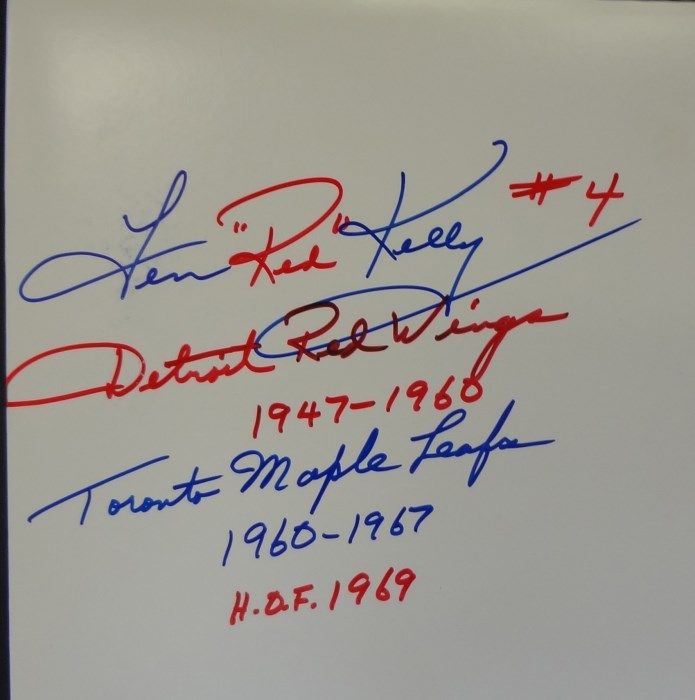 Len "Red" Kelly #4
Detroit Red Wings
1947-1960
Toronto Maple Leafs
1960-1967
H.O.F. 1969